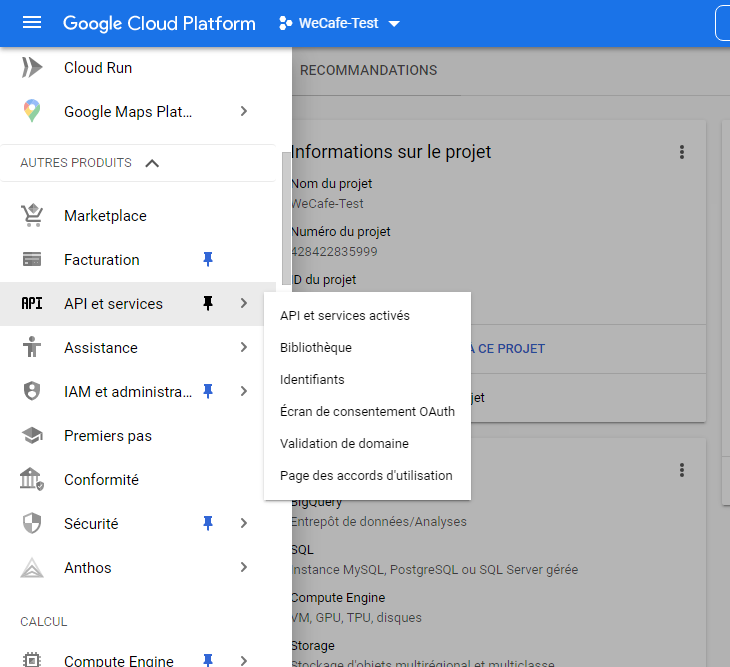 Google Cloud Platform
WeCafe-Test
Cloud Run
Google Maps Plat...
AUTRES PRODUITS
Marketplace
Facturation
API API et services
Assistance
IAM et administra...
Premiers pas
Conformité
Sécurité
Anthos
CALCUL
Compute Engine
API et services activés
Bibliothèque
Identifiants
Écran de consentement OAuth
Validation de domaine
Page des accords d'utilisation
RECOMMANDATIONS
Informations sur le projet
Nom du projet
WeCafe-Test
Numéro du projet
428422835999
ID du projet
A CE PROJET
jet
BigQuery
Entrepôt de données/Analyses
SQL
Instance MySQL, PostgreSQL ou SQL Server gérée
Compute Engine
VM, GPU, TPU, disques
Storage
Stockage d'objets multirégional et multiclasse